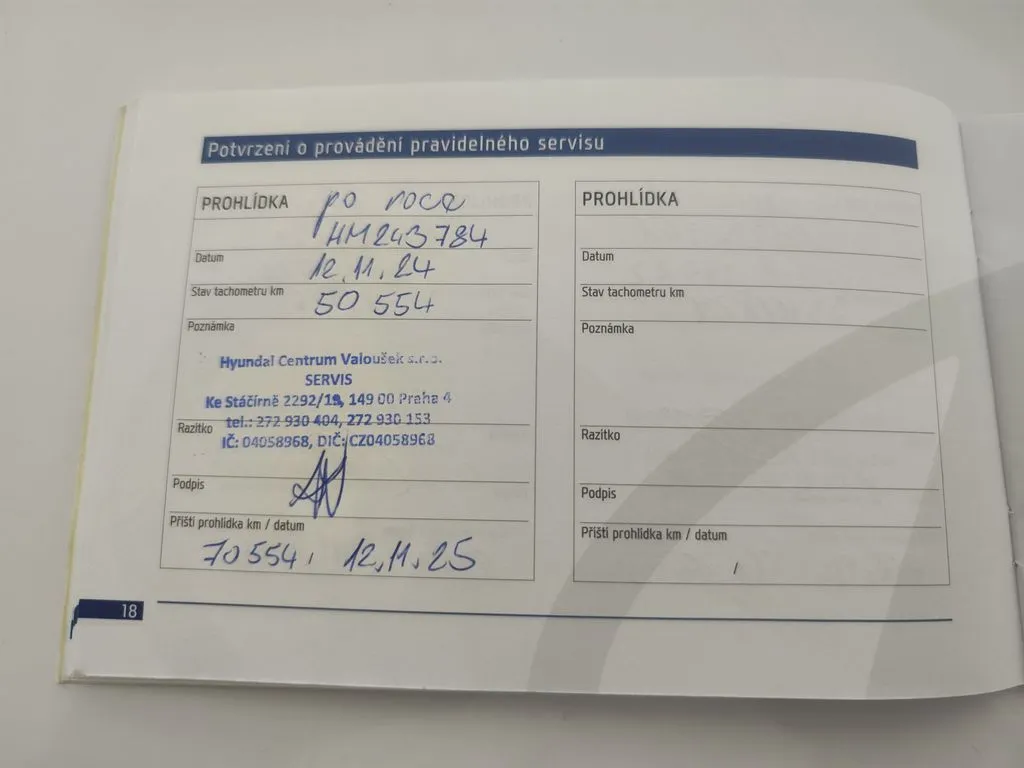 Potvrzení o provádění pravidelného servisu
PROHLÍDKA po roce
HM243784
Datum
12.11.24
Stav tachometru km
50 554
Poznámka
Hyundai Centrum Valoušek s.r.o.
SERVIS
Ke Stáčírně 2292/19, 149 00 Praha 4
tel.: 272 930 404, 272 930 153
Razítko
IČ: 04058968, DIČ: CZ04058968
Podpis
Příští prohlídka km / datum
70 554, 12.11.25
PROHLÍDKA
Datum
Stav tachometru km
Poznámka
Razítko
Podpis
Příští prohlídka km / datum
/
18